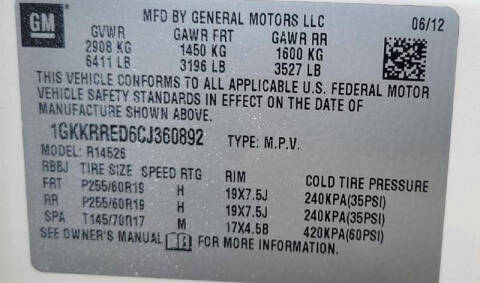 GM
MFD BY GENERAL MOTORS LLC
06/12
GVWR GAWR FRT GAWR RR
2908 KG 1450 KG 1600 KG
6411 LB 3196 LB 3527 LB
THIS VEHICLE CONFORMS TO ALL APPLICABLE U.S. FEDERAL MOTOR
VEHICLE SAFETY STANDARDS IN EFFECT ON THE DATE OF
MANUFACTURE SHOWN ABOVE.
1GKKRRED6CJ360892 TYPE: M.P.V.
MODEL: R14526
RBBJ TIRE SIZE SPEED RTG RIM COLD TIRE PRESSURE
FRT P255/60R19 H 19X7.5J 240KPA(35PSI)
RR P255/60R19 H 19X7.5J 240KPA(35PSI)
SPA T145/70R17 M 17X4.5B 420KPA(60PSI)
SEE OWNER'S MANUAL FOR MORE INFORMATION.